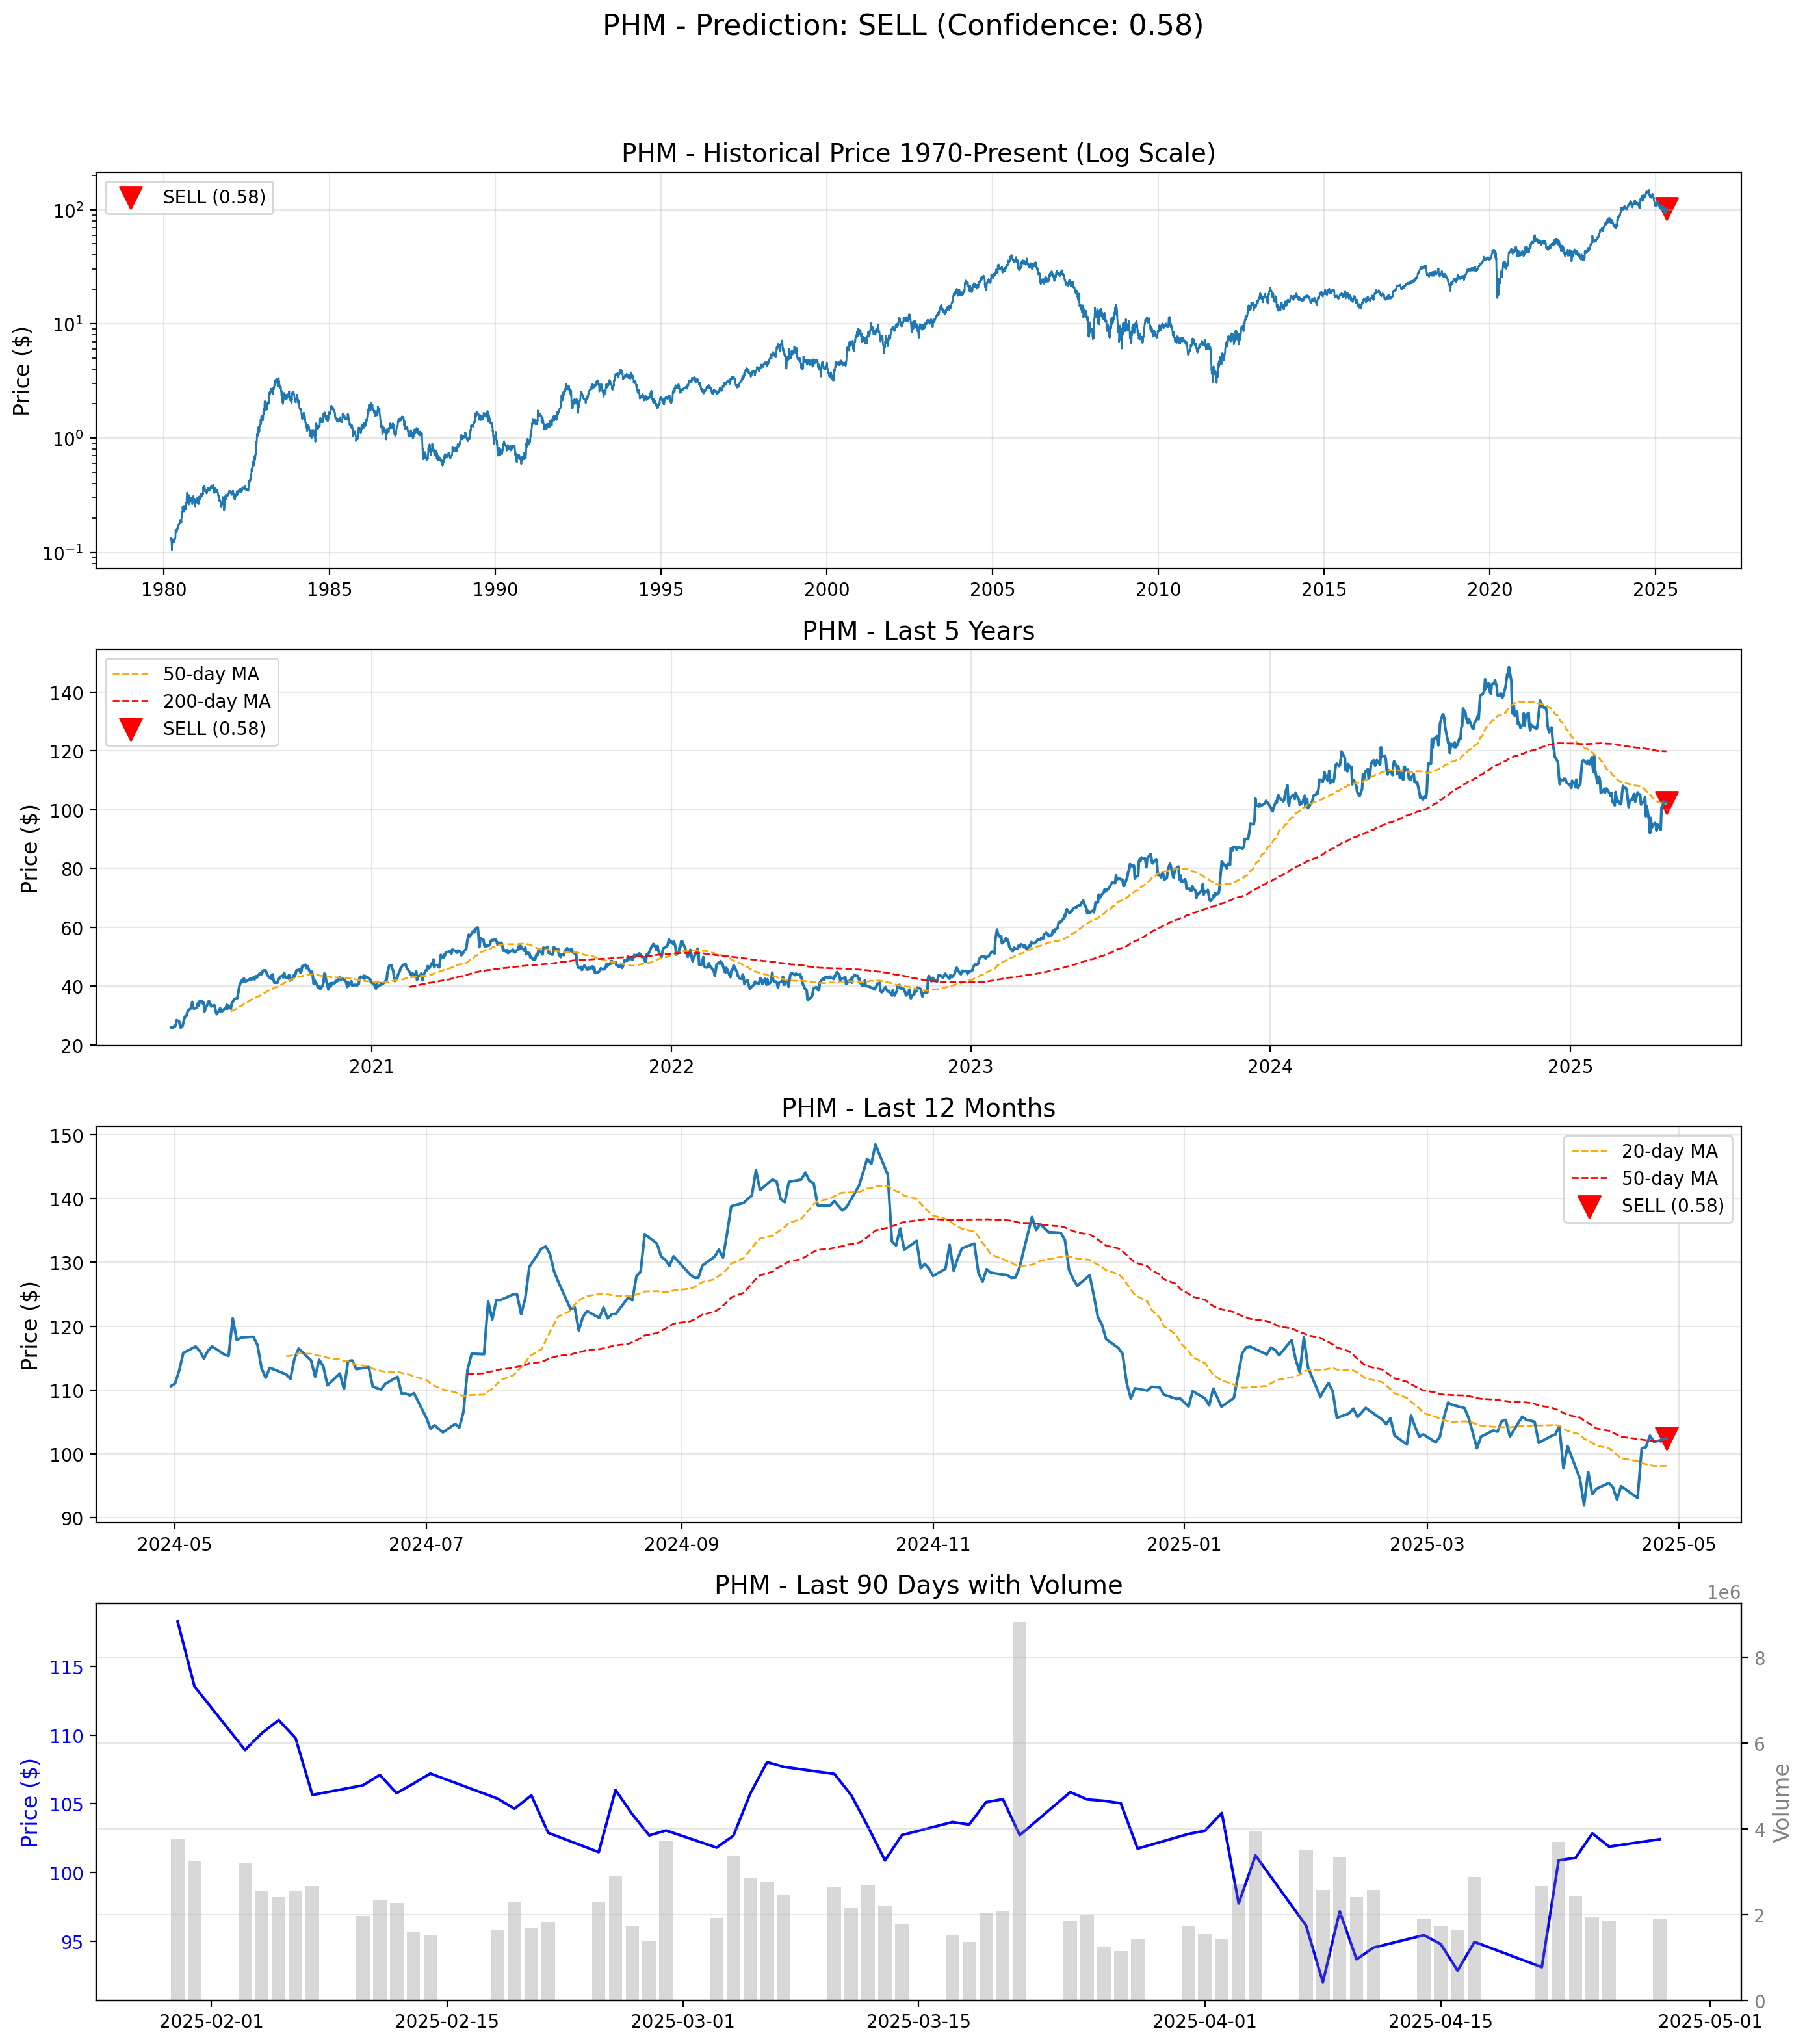 PHM - Prediction: SELL (Confidence: 0.58)
PHM - Historical Price 1970-Present (Log Scale)
SELL (0.58)
Price ($)
10²
10¹
10⁰
10⁻¹
1980 1985 1990 1995 2000 2005 2010 2015 2020 2025
PHM - Last 5 Years
50-day MA
200-day MA
SELL (0.58)
Price ($)
140
120
100
80
60
40
20
2021 2022 2023 2024 2025
PHM - Last 12 Months
20-day MA
50-day MA
SELL (0.58)
Price ($)
150
140
130
120
110
100
90
2024-05 2024-07 2024-09 2024-11 2025-01 2025-03 2025-05
PHM - Last 90 Days with Volume
1e6
Price ($)
115
110
105
100
95
8
6
4
2
0
Volume
2025-02-01 2025-02-15 2025-03-01 2025-03-15 2025-04-01 2025-04-15 2025-05-01